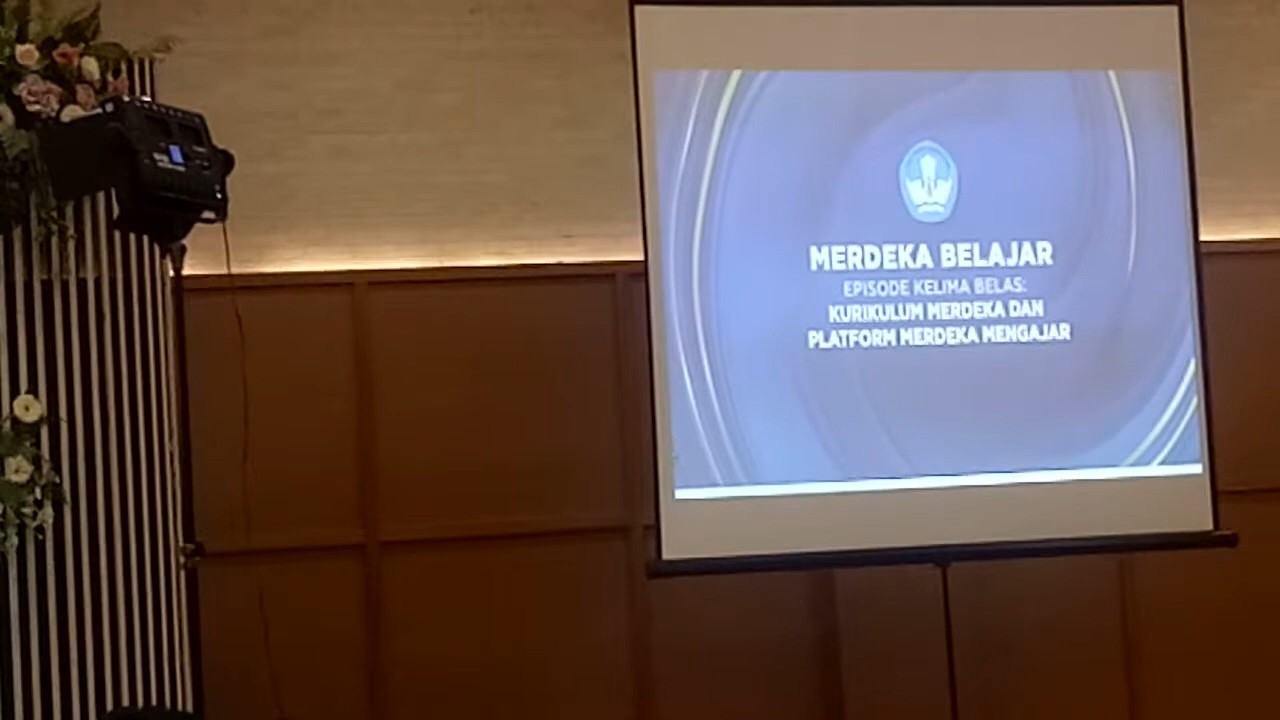 MERDEKA BELAJAR
EPISODE KELIMA BELAS:
KURIKULUM MERDEKA DAN
PLATFORM MERDEKA MENGAJAR